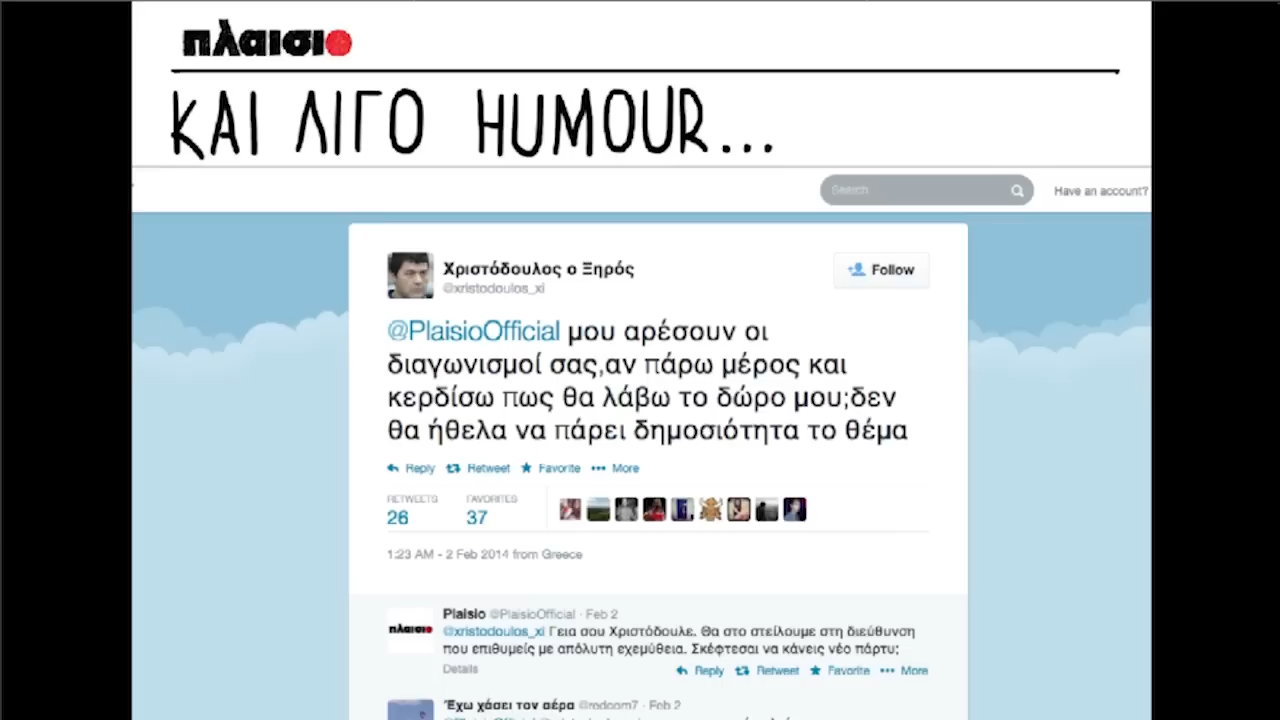 πλαισιο
ΚΑΙ ΛΙΓΟ HUMOUR...
Search
Have an account?
Χριστόδουλος ο Ξηρός
@xristodoulos_xi
Follow
@PlaisioOfficial μου αρέσουν οι
διαγωνισμοί σας,αν πάρω μέρος και
κερδίσω πως θα λάβω το δώρο μου;δεν
θα ήθελα να πάρει δημοσιότητα το θέμα
Reply Retweet Favorite More
RETWEETS FAVORITES
26 37
1:23 AM - 2 Feb 2014 from Greece
Plaisio @PlaisioOfficial · Feb 2
πλαισιο
@xristodoulos_xi Γεια σου Χριστόδουλε. Θα στο στείλουμε στη διεύθυνση
που επιθυμείς με απόλυτη εχεμύθεια. Σκέφτεσαι να κάνεις νέο πάρτυ;
Details
Reply Retweet Favorite More
Έχω χάσει τον αέρα @redoom7 · Feb 2